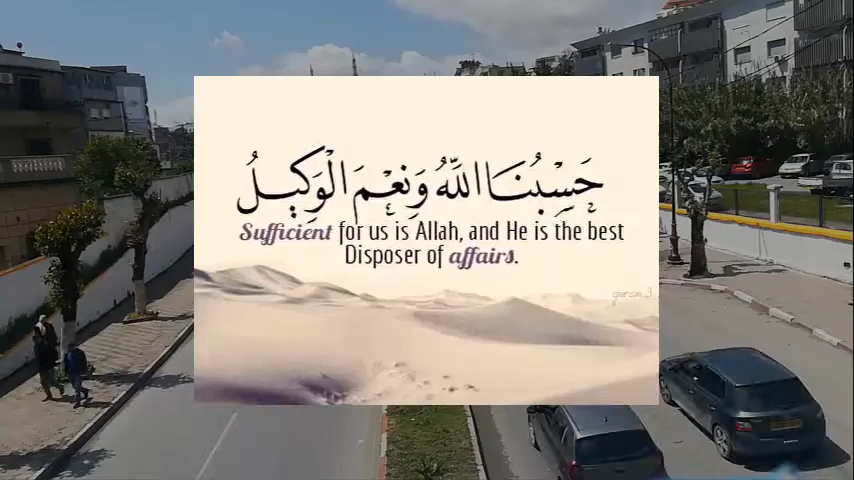 حَسْبُنَا اللَّهُ وَنِعْمَ الْوَكِيلُ
Sufficient for us is Allah, and He is the best
Disposer of affairs.